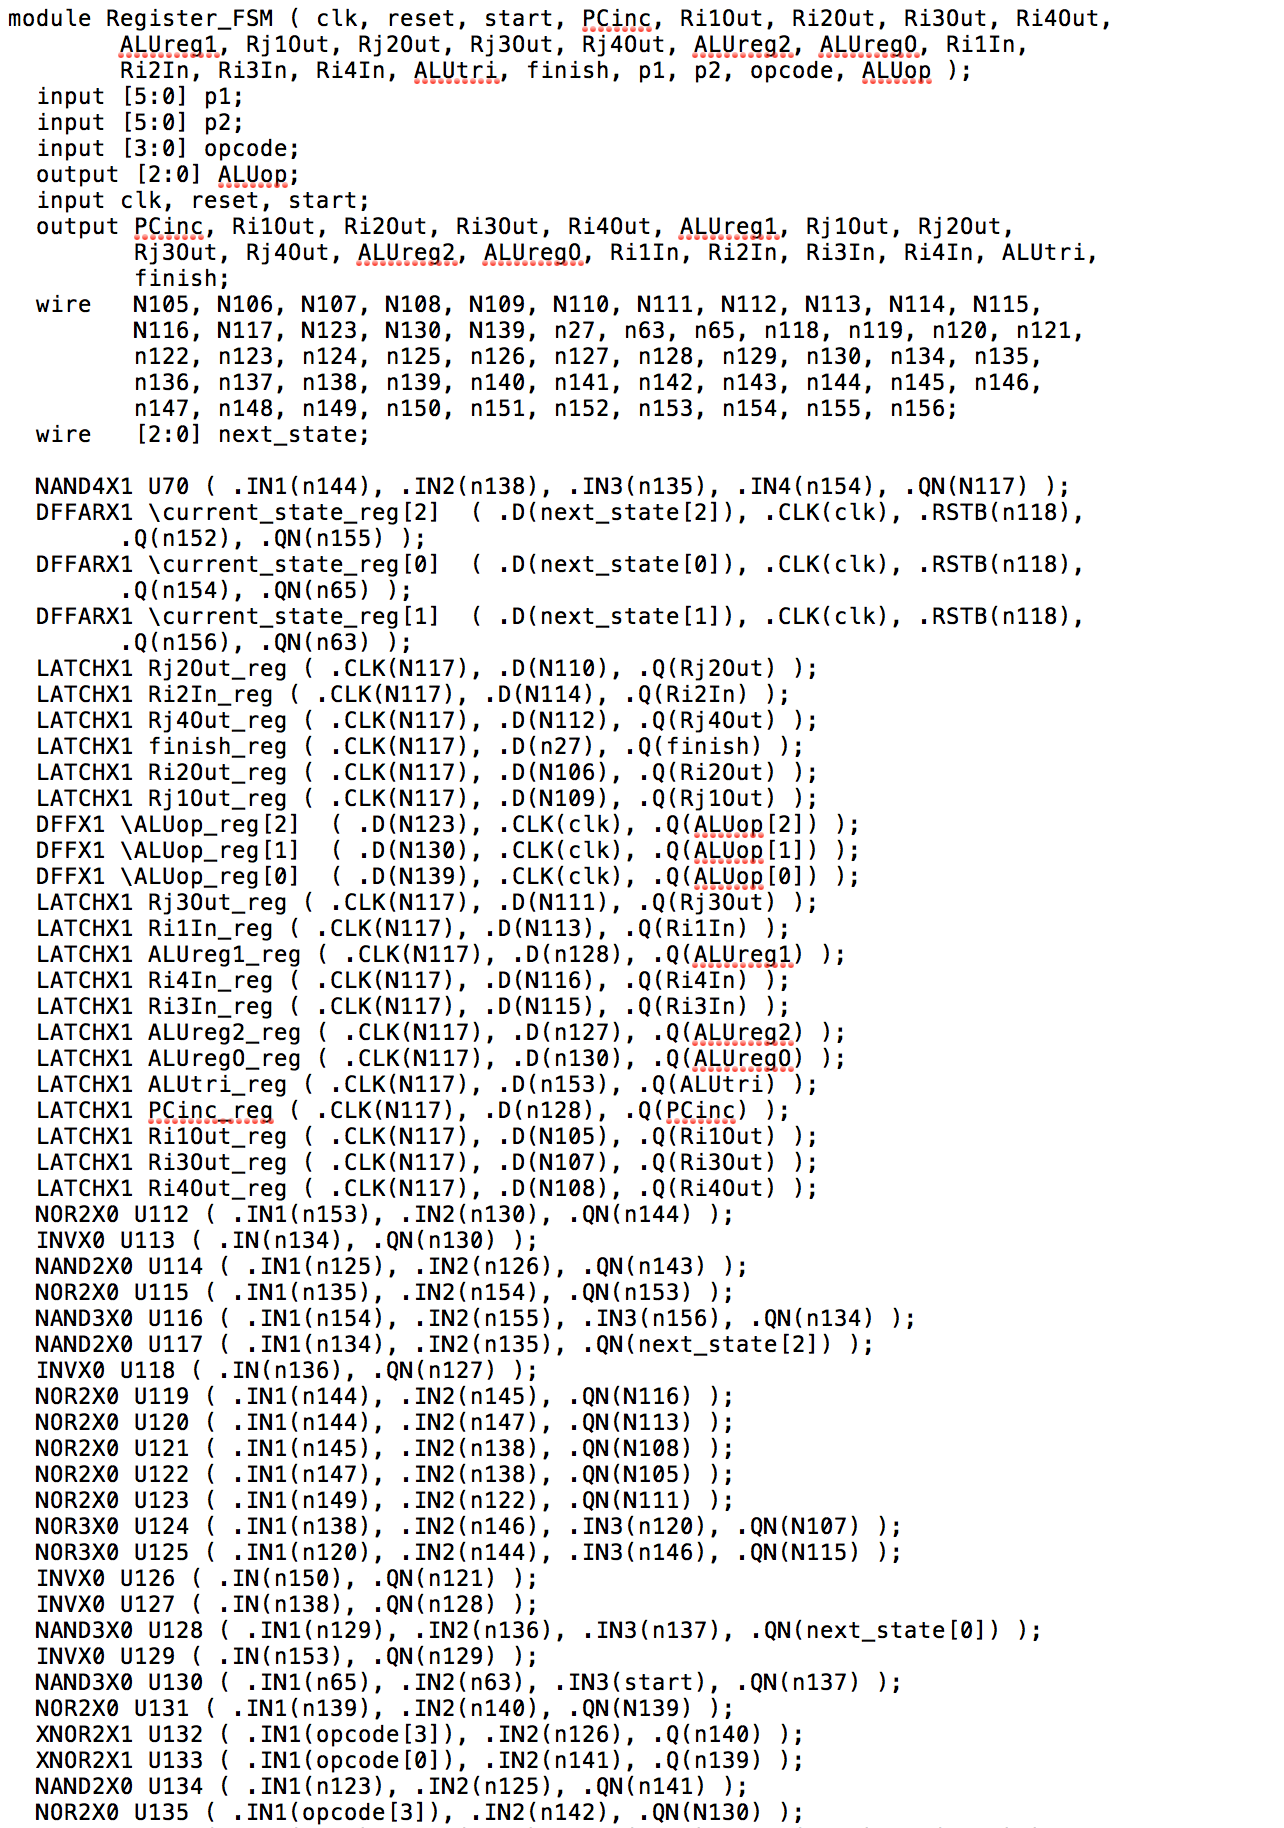 module Register_FSM ( clk, reset, start, PCinc, Ri1Out, Ri2Out, Ri3Out, Ri4Out,
ALUreg1, Rj1Out, Rj2Out, Rj3Out, Rj4Out, ALUreg2, ALUregO, Ri1In,
Ri2In, Ri3In, Ri4In, ALUtri, finish, p1, p2, opcode, ALUop );
input [5:0] p1;
input [5:0] p2;
input [3:0] opcode;
output [2:0] ALUop;
input clk, reset, start;
output PCinc, Ri1Out, Ri2Out, Ri3Out, Ri4Out, ALUreg1, Rj1Out, Rj2Out,
Rj3Out, Rj4Out, ALUreg2, ALUregO, Ri1In, Ri2In, Ri3In, Ri4In, ALUtri,
finish;
wire   N105, N106, N107, N108, N109, N110, N111, N112, N113, N114, N115,
N116, N117, N123, N130, N139, n27, n63, n65, n118, n119, n120, n121,
n122, n123, n124, n125, n126, n127, n128, n129, n130, n134, n135,
n136, n137, n138, n139, n140, n141, n142, n143, n144, n145, n146,
n147, n148, n149, n150, n151, n152, n153, n154, n155, n156;
wire   [2:0] next_state;
NAND4X1 U70 ( .IN1(n144), .IN2(n138), .IN3(n135), .IN4(n154), .QN(N117) );
DFFARX1 \current_state_reg[2]  ( .D(next_state[2]), .CLK(clk), .RSTB(n118),
.Q(n152), .QN(n155) );
DFFARX1 \current_state_reg[0]  ( .D(next_state[0]), .CLK(clk), .RSTB(n118),
.Q(n154), .QN(n65) );
DFFARX1 \current_state_reg[1]  ( .D(next_state[1]), .CLK(clk), .RSTB(n118),
.Q(n156), .QN(n63) );
LATCHX1 Rj2Out_reg ( .CLK(N117), .D(N110), .Q(Rj2Out) );
LATCHX1 Ri2In_reg ( .CLK(N117), .D(N114), .Q(Ri2In) );
LATCHX1 Rj4Out_reg ( .CLK(N117), .D(N112), .Q(Rj4Out) );
LATCHX1 finish_reg ( .CLK(N117), .D(n27), .Q(finish) );
LATCHX1 Ri2Out_reg ( .CLK(N117), .D(N106), .Q(Ri2Out) );
LATCHX1 Rj1Out_reg ( .CLK(N117), .D(N109), .Q(Rj1Out) );
DFFX1 \ALUop_reg[2]  ( .D(N123), .CLK(clk), .Q(ALUop[2]) );
DFFX1 \ALUop_reg[1]  ( .D(N130), .CLK(clk), .Q(ALUop[1]) );
DFFX1 \ALUop_reg[0]  ( .D(N139), .CLK(clk), .Q(ALUop[0]) );
LATCHX1 Rj3Out_reg ( .CLK(N117), .D(N111), .Q(Rj3Out) );
LATCHX1 Ri1In_reg ( .CLK(N117), .D(N113), .Q(Ri1In) );
LATCHX1 ALUreg1_reg ( .CLK(N117), .D(n128), .Q(ALUreg1) );
LATCHX1 Ri4In_reg ( .CLK(N117), .D(N116), .Q(Ri4In) );
LATCHX1 Ri3In_reg ( .CLK(N117), .D(N115), .Q(Ri3In) );
LATCHX1 ALUreg2_reg ( .CLK(N117), .D(n127), .Q(ALUreg2) );
LATCHX1 ALUregO_reg ( .CLK(N117), .D(n130), .Q(ALUregO) );
LATCHX1 ALUtri_reg ( .CLK(N117), .D(n153), .Q(ALUtri) );
LATCHX1 PCinc_reg ( .CLK(N117), .D(n128), .Q(PCinc) );
LATCHX1 Ri1Out_reg ( .CLK(N117), .D(N105), .Q(Ri1Out) );
LATCHX1 Ri3Out_reg ( .CLK(N117), .D(N107), .Q(Ri3Out) );
LATCHX1 Ri4Out_reg ( .CLK(N117), .D(N108), .Q(Ri4Out) );
NOR2X0 U112 ( .IN1(n153), .IN2(n130), .QN(n144) );
INVX0 U113 ( .IN(n134), .QN(n130) );
NAND2X0 U114 ( .IN1(n125), .IN2(n126), .QN(n143) );
NOR2X0 U115 ( .IN1(n135), .IN2(n154), .QN(n153) );
NAND3X0 U116 ( .IN1(n154), .IN2(n155), .IN3(n156), .QN(n134) );
NAND2X0 U117 ( .IN1(n134), .IN2(n135), .QN(next_state[2]) );
INVX0 U118 ( .IN(n136), .QN(n127) );
NOR2X0 U119 ( .IN1(n144), .IN2(n145), .QN(N116) );
NOR2X0 U120 ( .IN1(n144), .IN2(n147), .QN(N113) );
NOR2X0 U121 ( .IN1(n145), .IN2(n138), .QN(N108) );
NOR2X0 U122 ( .IN1(n147), .IN2(n138), .QN(N105) );
NOR2X0 U123 ( .IN1(n149), .IN2(n122), .QN(N111) );
NOR3X0 U124 ( .IN1(n138), .IN2(n146), .IN3(n120), .QN(N107) );
NOR3X0 U125 ( .IN1(n120), .IN2(n144), .IN3(n146), .QN(N115) );
INVX0 U126 ( .IN(n150), .QN(n121) );
INVX0 U127 ( .IN(n138), .QN(n128) );
NAND3X0 U128 ( .IN1(n129), .IN2(n136), .IN3(n137), .QN(next_state[0]) );
INVX0 U129 ( .IN(n153), .QN(n129) );
NAND3X0 U130 ( .IN1(n65), .IN2(n63), .IN3(start), .QN(n137) );
NOR2X0 U131 ( .IN1(n139), .IN2(n140), .QN(N139) );
XNOR2X1 U132 ( .IN1(opcode[3]), .IN2(n126), .Q(n140) );
XNOR2X1 U133 ( .IN1(opcode[0]), .IN2(n141), .Q(n139) );
NAND2X0 U134 ( .IN1(n123), .IN2(n125), .QN(n141) );
NOR2X0 U135 ( .IN1(opcode[3]), .IN2(n142), .QN(N130) );